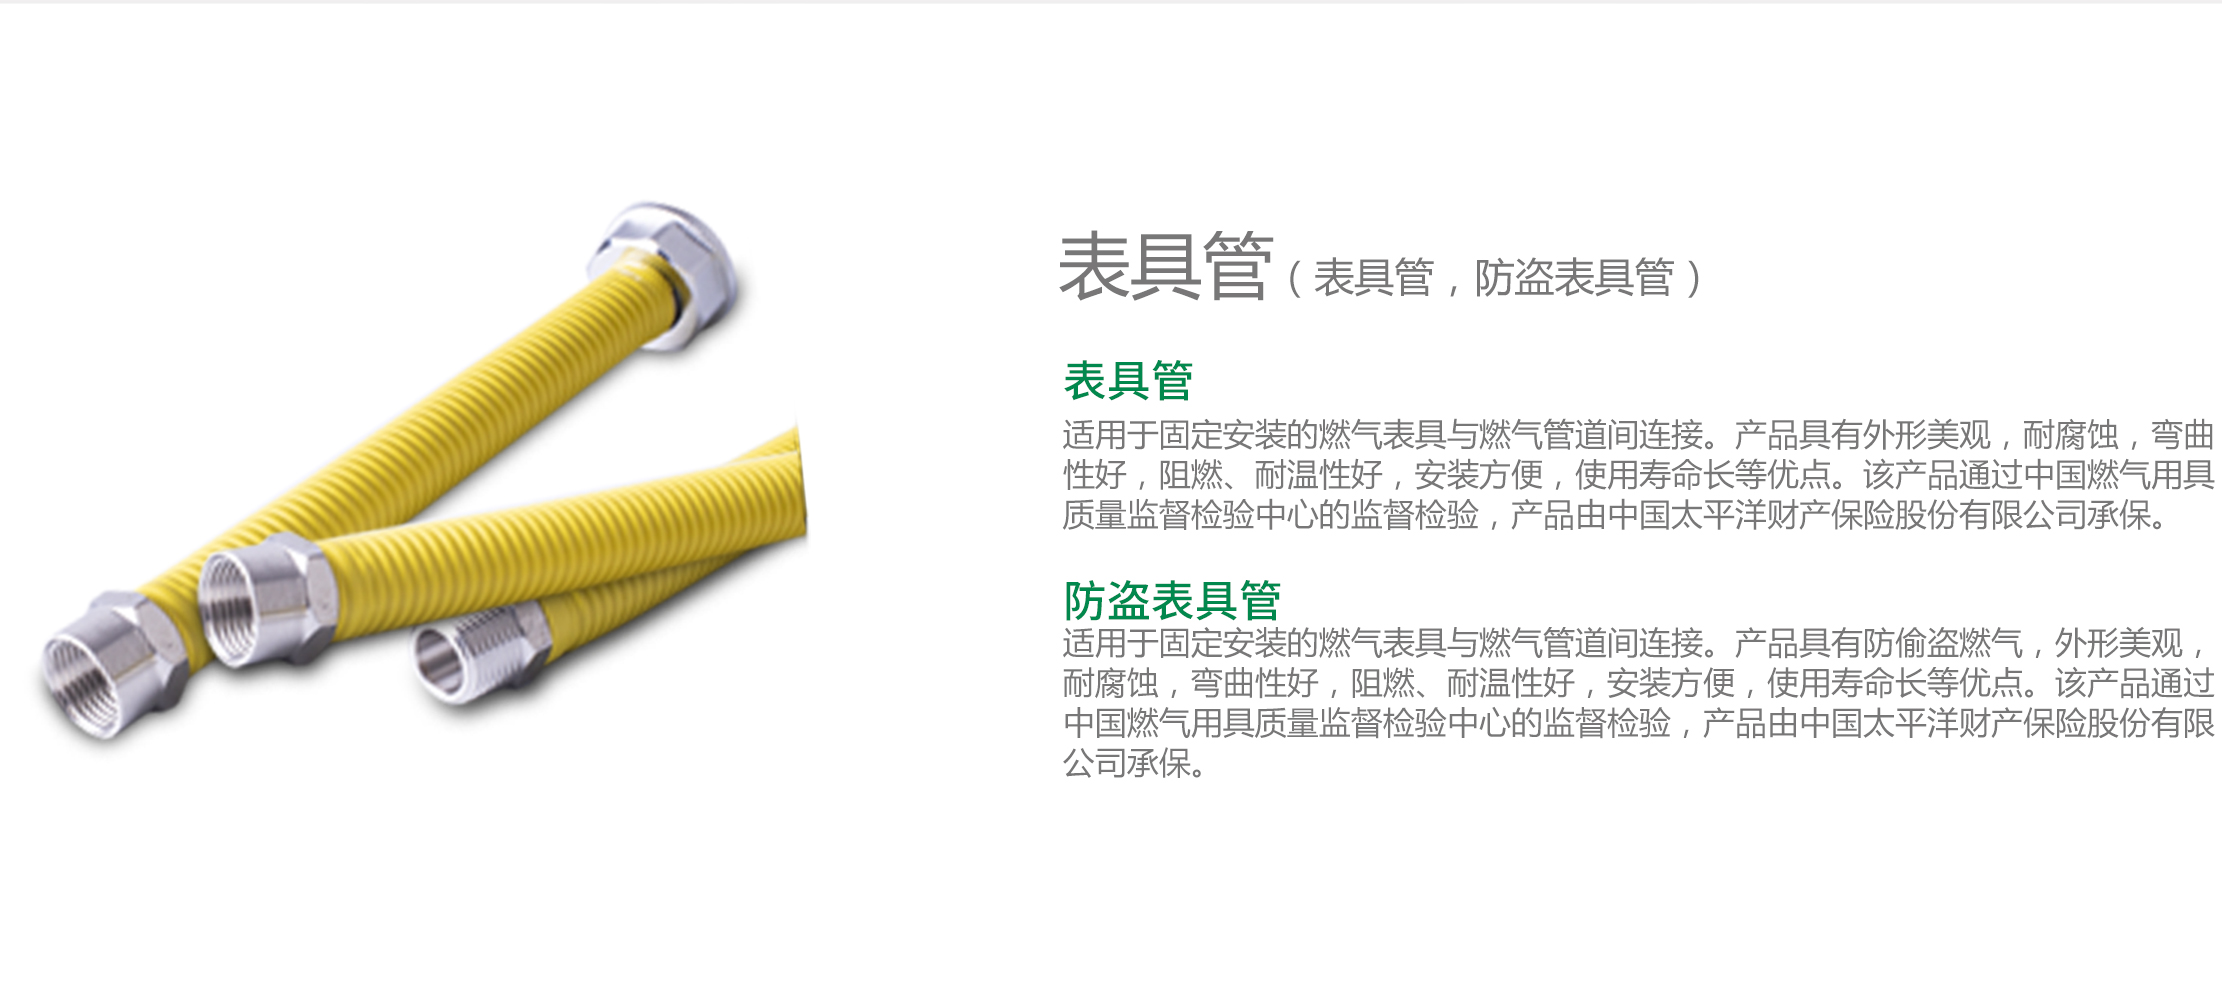 表具管（表具管，防盗表具管）
表具管
适用于固定安装的燃气表具与燃气管道间连接。产品具有外形美观，耐腐蚀，弯曲
性好，阻燃、耐温性好，安装方便，使用寿命长等优点。该产品通过中国燃气用具
质量监督检验中心的监督检验，产品由中国太平洋财产保险股份有限公司承保。
防盗表具管
适用于固定安装的燃气表具与燃气管道间连接。产品具有防偷盗燃气，外形美观，
耐腐蚀，弯曲性好，阻燃、耐温性好，安装方便，使用寿命长等优点。该产品通过
中国燃气用具质量监督检验中心的监督检验，产品由中国太平洋财产保险股份有限
公司承保。